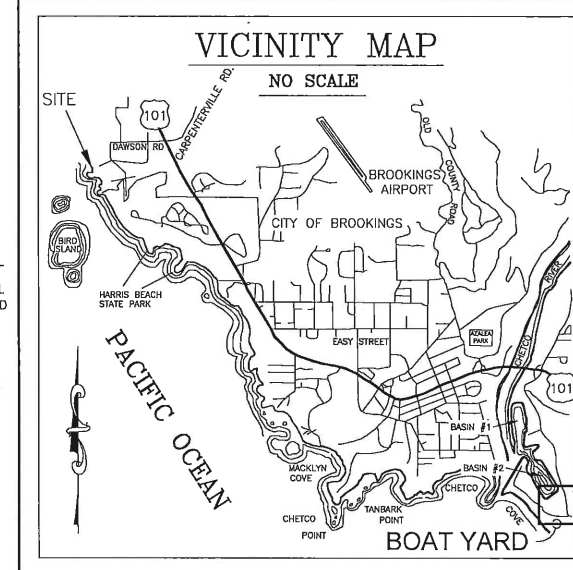 VICINITY MAP
NO SCALE
SITE
101
CARPENTERVILLE RD.
DAWSON RD
OLD
COUNTY
ROAD
BROOKINGS
AIRPORT
CITY OF BROOKINGS
BIRD
ISLAND
HARRIS BEACH
STATE PARK
RIVER
CHETCO
EASY STREET
AZALEA
PARK
PACIFIC OCEAN
101
BASIN #1
BASIN #2
MACKLYN
COVE
CHETCO
COVE
TANBARK
POINT
CHETCO
POINT
BOAT YARD